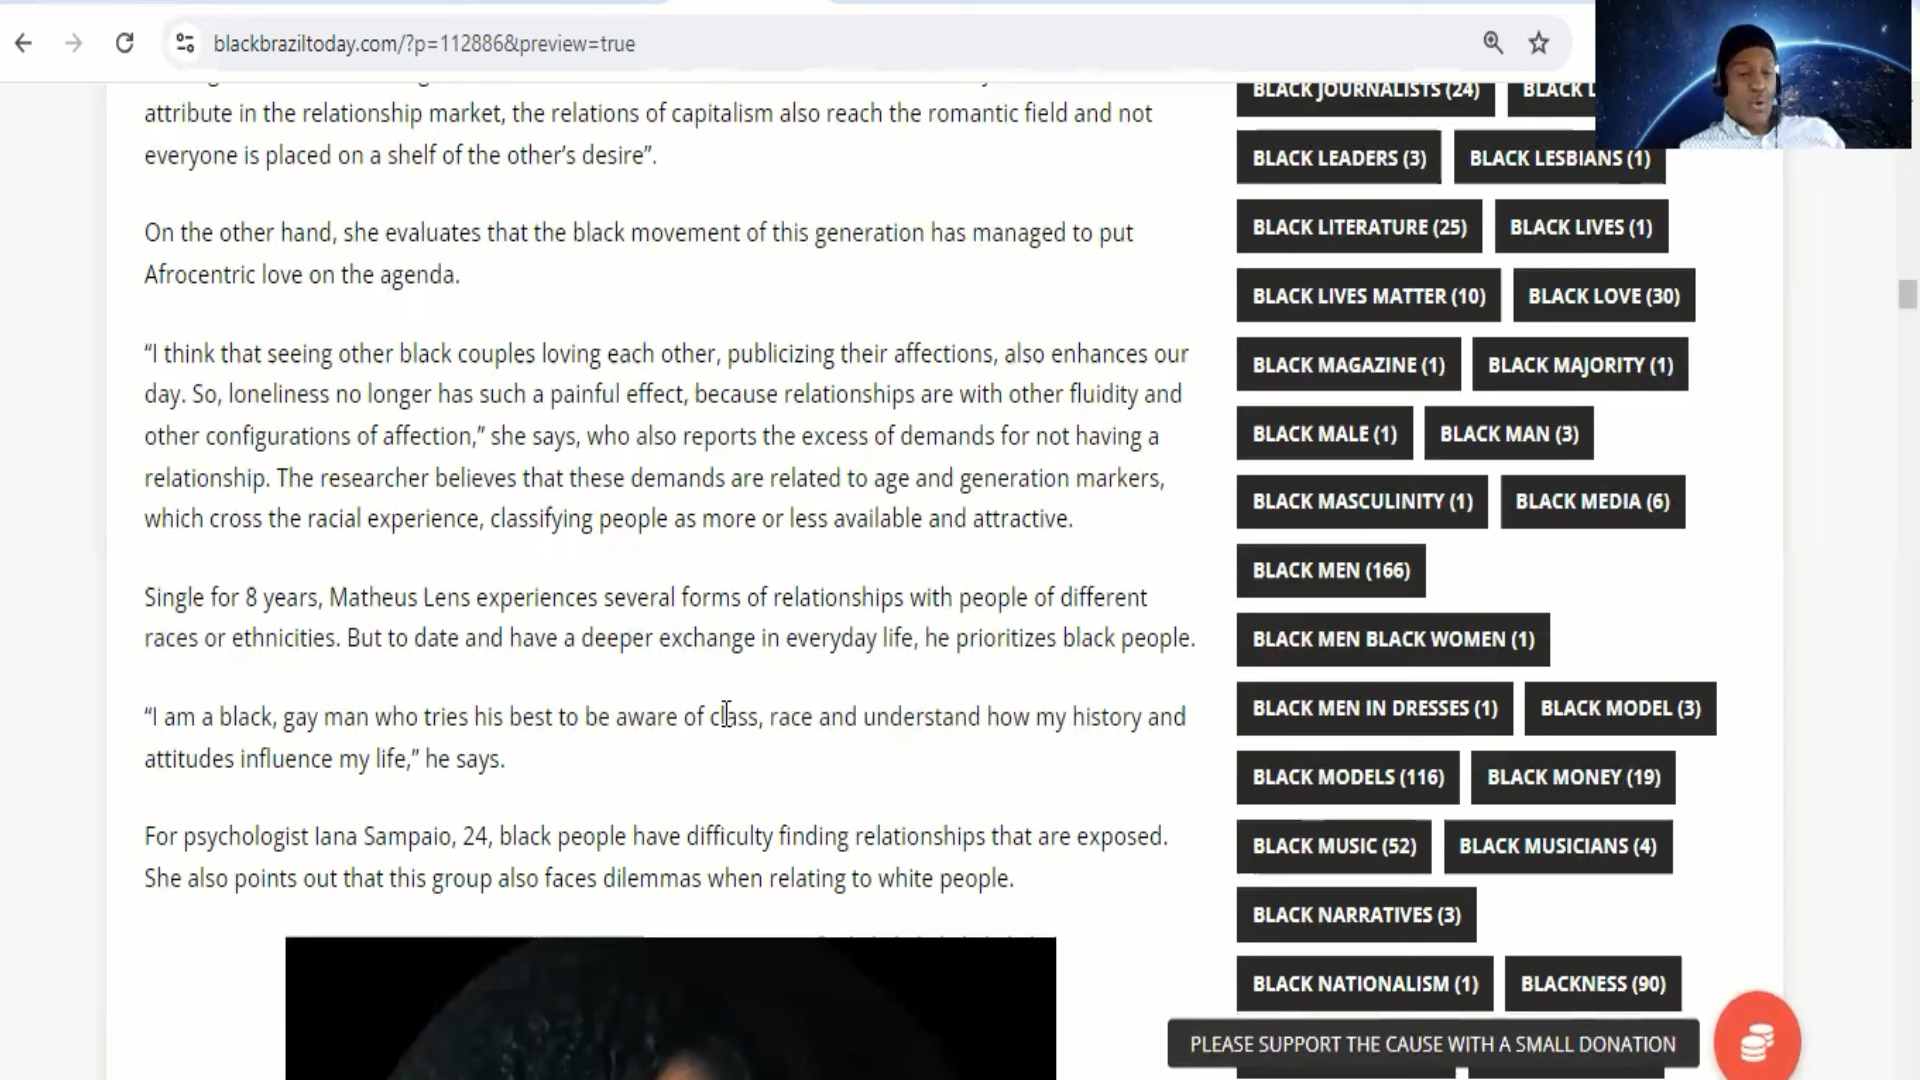 blackbraziltoday.com/?p=112886&preview=true
attribute in the relationship market, the relations of capitalism also reach the romantic field and not
everyone is placed on a shelf of the other's desire”.
On the other hand, she evaluates that the black movement of this generation has managed to put
Afrocentric love on the agenda.
“I think that seeing other black couples loving each other, publicizing their affections, also enhances our
day. So, loneliness no longer has such a painful effect, because relationships are with other fluidity and
other configurations of affection,” she says, who also reports the excess of demands for not having a
relationship. The researcher believes that these demands are related to age and generation markers,
which cross the racial experience, classifying people as more or less available and attractive.
Single for 8 years, Matheus Lens experiences several forms of relationships with people of different
races or ethnicities. But to date and have a deeper exchange in everyday life, he prioritizes black people.
“I am a black, gay man who tries his best to be aware of class, race and understand how my history and
attitudes influence my life,” he says.
For psychologist Iana Sampaio, 24, black people have difficulty finding relationships that are exposed.
She also points out that this group also faces dilemmas when relating to white people.
BLACK JOURNALISTS (24) BLACK
BLACK LEADERS (3) BLACK LESBIANS (1)
BLACK LITERATURE (25) BLACK LIVES (1)
BLACK LIVES MATTER (10) BLACK LOVE (30)
BLACK MAGAZINE (1) BLACK MAJORITY (1)
BLACK MALE (1) BLACK MAN (3)
BLACK MASCULINITY (1) BLACK MEDIA (6)
BLACK MEN (166)
BLACK MEN BLACK WOMEN (1)
BLACK MEN IN DRESSES (1) BLACK MODEL (3)
BLACK MODELS (116) BLACK MONEY (19)
BLACK MUSIC (52) BLACK MUSICIANS (4)
BLACK NARRATIVES (3)
BLACK NATIONALISM (1) BLACKNESS (90)
PLEASE SUPPORT THE CAUSE WITH A SMALL DONATION